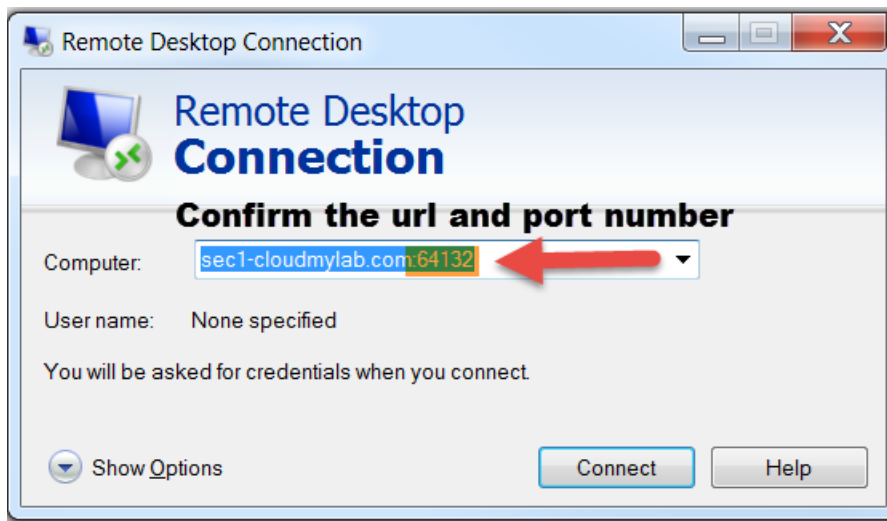 Remote Desktop Connection
Remote Desktop
Connection
Confirm the url and port number
Computer: sec1-cloudmylab.com:64132
User name: None specified
You will be asked for credentials when you connect.
Show Options Connect Help